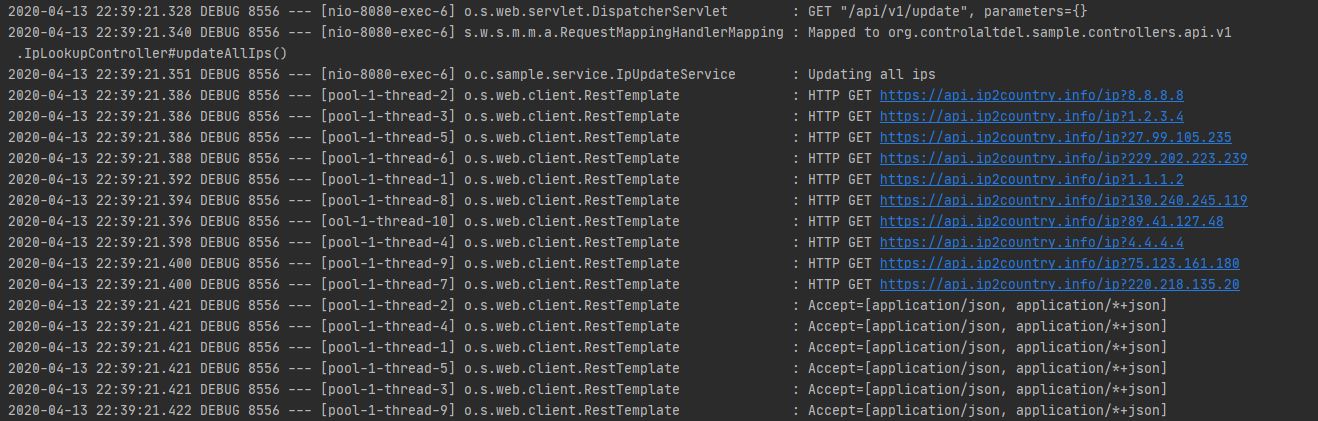 2020-04-13 22:39:21.328 DEBUG 8556 --- [nio-8080-exec-6] o.s.web.servlet.DispatcherServlet : GET "/api/v1/update", parameters={}
2020-04-13 22:39:21.340 DEBUG 8556 --- [nio-8080-exec-6] s.w.s.m.m.a.RequestMappingHandlerMapping : Mapped to org.controlaltdel.sample.controllers.api.v1
.IpLookupController#updateAllIps()
2020-04-13 22:39:21.351 DEBUG 8556 --- [nio-8080-exec-6] o.c.sample.service.IpUpdateService : Updating all ips
2020-04-13 22:39:21.386 DEBUG 8556 --- [pool-1-thread-2] o.s.web.client.RestTemplate : HTTP GET https://api.ip2country.info/ip?8.8.8.8
2020-04-13 22:39:21.386 DEBUG 8556 --- [pool-1-thread-3] o.s.web.client.RestTemplate : HTTP GET https://api.ip2country.info/ip?1.2.3.4
2020-04-13 22:39:21.386 DEBUG 8556 --- [pool-1-thread-5] o.s.web.client.RestTemplate : HTTP GET https://api.ip2country.info/ip?27.99.105.235
2020-04-13 22:39:21.388 DEBUG 8556 --- [pool-1-thread-6] o.s.web.client.RestTemplate : HTTP GET https://api.ip2country.info/ip?229.202.223.239
2020-04-13 22:39:21.392 DEBUG 8556 --- [pool-1-thread-1] o.s.web.client.RestTemplate : HTTP GET https://api.ip2country.info/ip?1.1.1.2
2020-04-13 22:39:21.394 DEBUG 8556 --- [pool-1-thread-8] o.s.web.client.RestTemplate : HTTP GET https://api.ip2country.info/ip?130.240.245.119
2020-04-13 22:39:21.396 DEBUG 8556 --- [ool-1-thread-10] o.s.web.client.RestTemplate : HTTP GET https://api.ip2country.info/ip?89.41.127.48
2020-04-13 22:39:21.398 DEBUG 8556 --- [pool-1-thread-4] o.s.web.client.RestTemplate : HTTP GET https://api.ip2country.info/ip?4.4.4.4
2020-04-13 22:39:21.400 DEBUG 8556 --- [pool-1-thread-9] o.s.web.client.RestTemplate : HTTP GET https://api.ip2country.info/ip?75.123.161.180
2020-04-13 22:39:21.400 DEBUG 8556 --- [pool-1-thread-7] o.s.web.client.RestTemplate : HTTP GET https://api.ip2country.info/ip?220.218.135.20
2020-04-13 22:39:21.421 DEBUG 8556 --- [pool-1-thread-2] o.s.web.client.RestTemplate : Accept=[application/json, application/*+json]
2020-04-13 22:39:21.421 DEBUG 8556 --- [pool-1-thread-4] o.s.web.client.RestTemplate : Accept=[application/json, application/*+json]
2020-04-13 22:39:21.421 DEBUG 8556 --- [pool-1-thread-1] o.s.web.client.RestTemplate : Accept=[application/json, application/*+json]
2020-04-13 22:39:21.421 DEBUG 8556 --- [pool-1-thread-5] o.s.web.client.RestTemplate : Accept=[application/json, application/*+json]
2020-04-13 22:39:21.421 DEBUG 8556 --- [pool-1-thread-3] o.s.web.client.RestTemplate : Accept=[application/json, application/*+json]
2020-04-13 22:39:21.422 DEBUG 8556 --- [pool-1-thread-9] o.s.web.client.RestTemplate : Accept=[application/json, application/*+json]